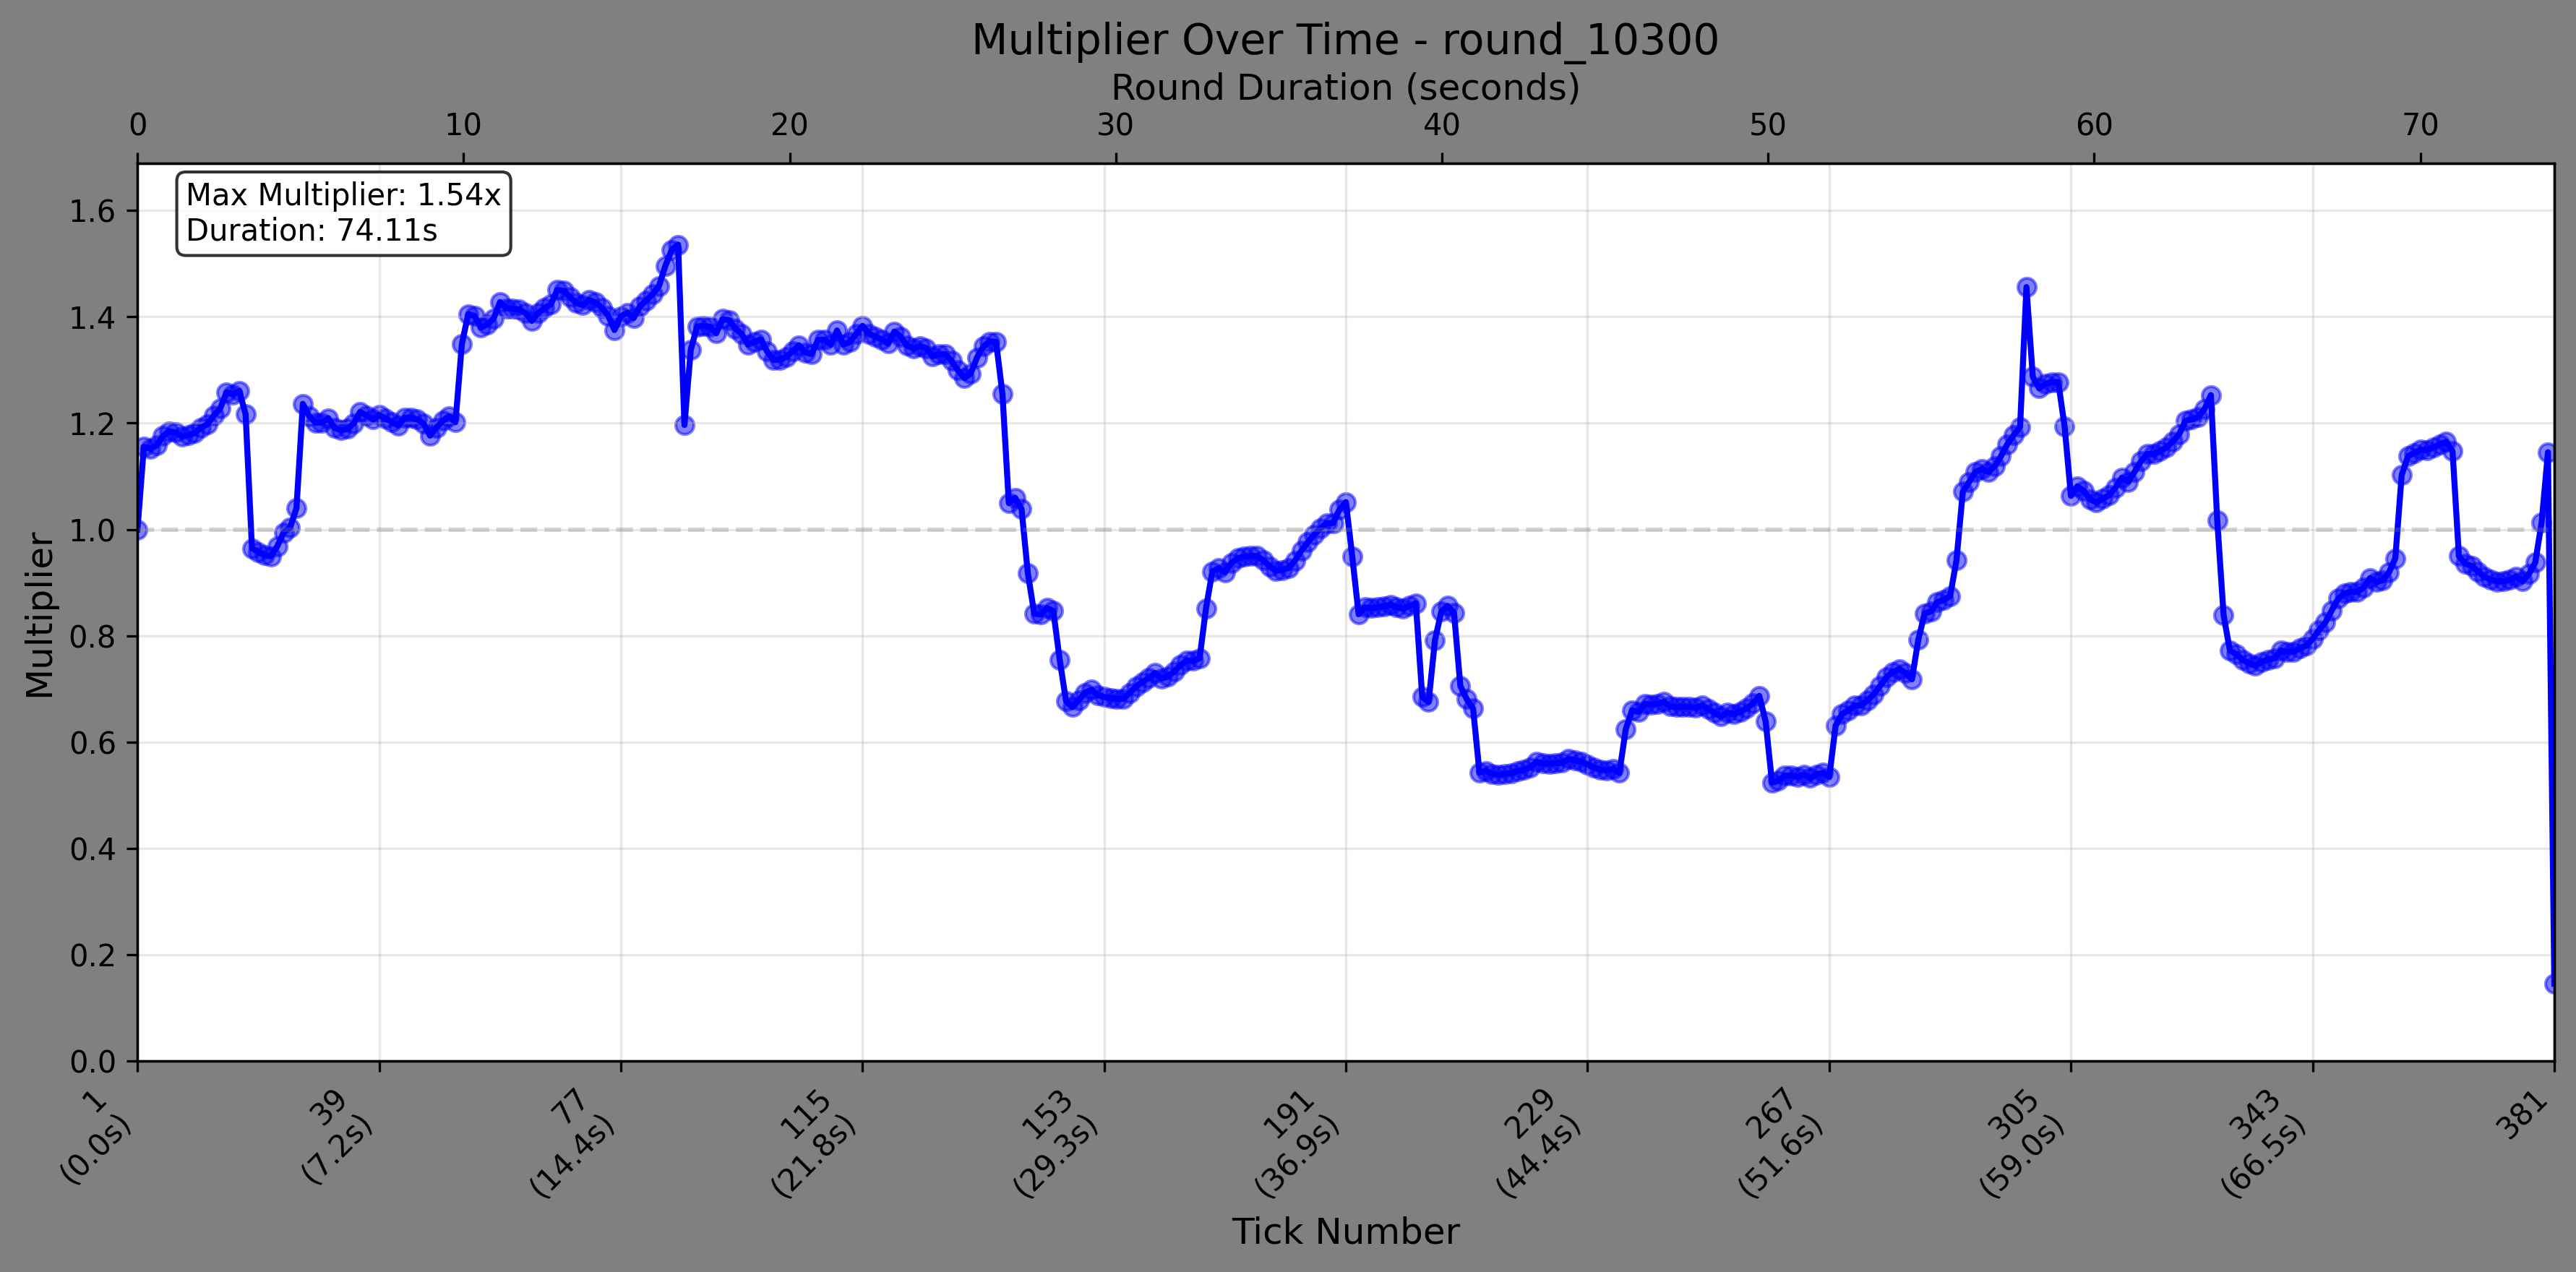 Multiplier Over Time - round_10300
Round Duration (seconds)
0 10 20 30 40 50 60 70
Max Multiplier: 1.54x
Duration: 74.11s
Multiplier
1.6
1.4
1.2
1.0
0.8
0.6
0.4
0.2
0.0
1 39 77 115 153 191 229 267 305 343 381
(0.0s) (7.2s) (14.4s) (21.8s) (29.3s) (36.9s) (44.4s) (51.6s) (59.0s) (66.5s)
Tick Number